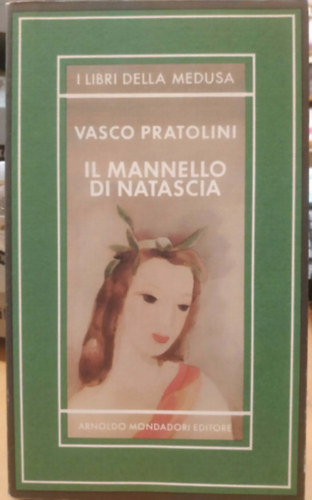 I LIBRI DELLA MEDUSA
VASCO PRATOLINI
IL MANNELLO
DI NATASCIA
ARNOLDO MONDADORI EDITORE